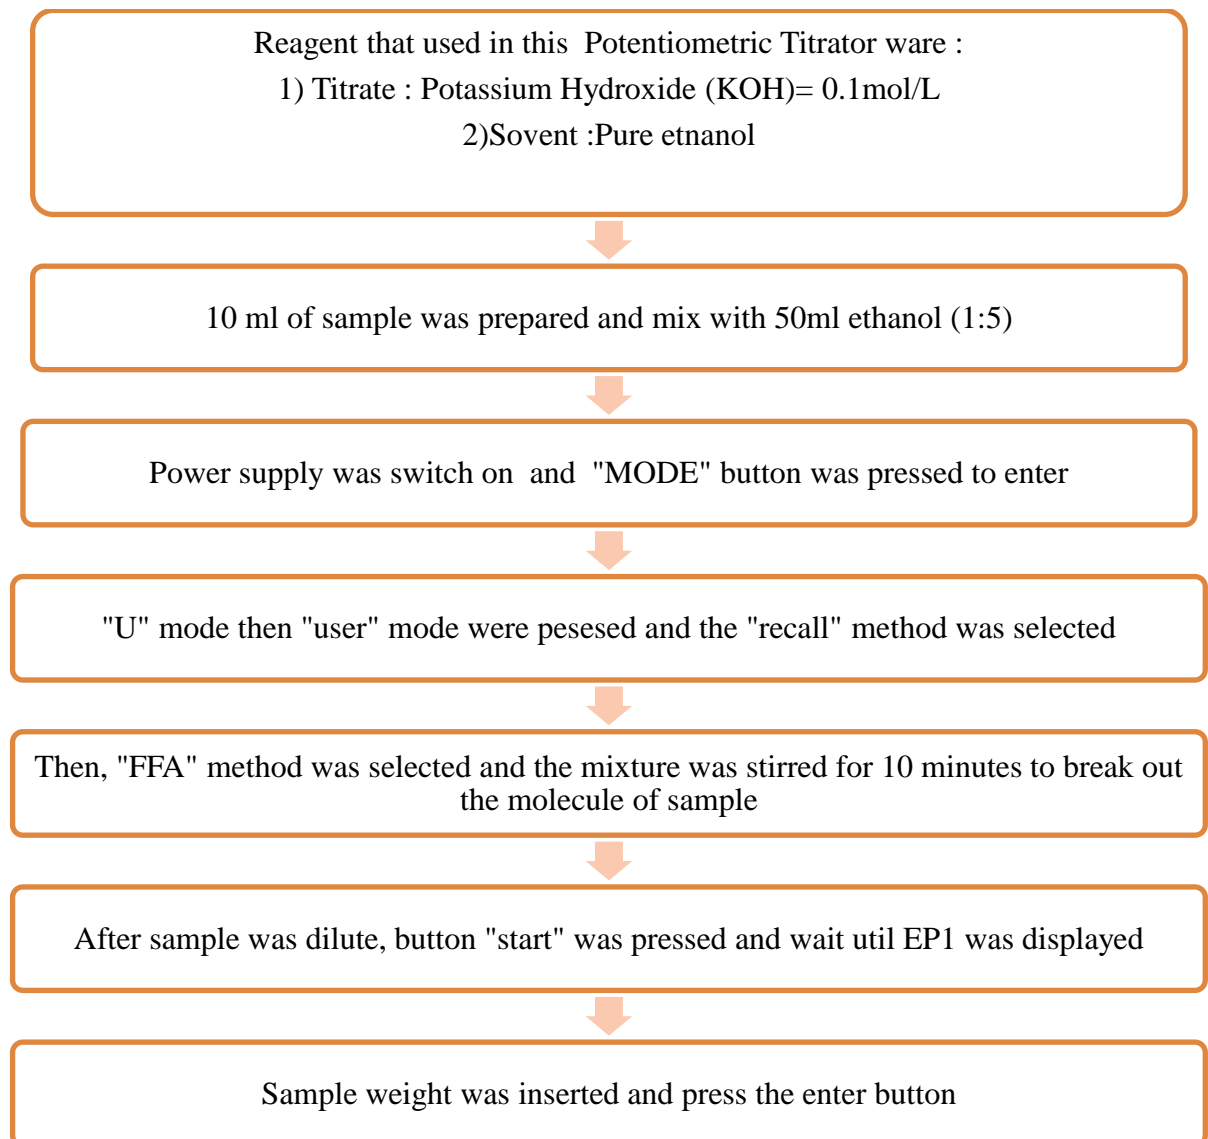 Reagent that used in this  Potentiometric Titrator ware :
1) Titrate : Potassium Hydroxide (KOH)= 0.1mol/L
2)Sovent :Pure etnanol
10 ml of sample was prepared and mix with 50ml ethanol (1:5)
Power supply was switch on  and  "MODE" button was pressed to enter
"U" mode then "user" mode were pesesed and the "recall" method was selected
Then, "FFA" method was selected and the mixture was stirred for 10 minutes to break out
the molecule of sample
After sample was dilute, button "start" was pressed and wait util EP1 was displayed
Sample weight was inserted and press the enter button